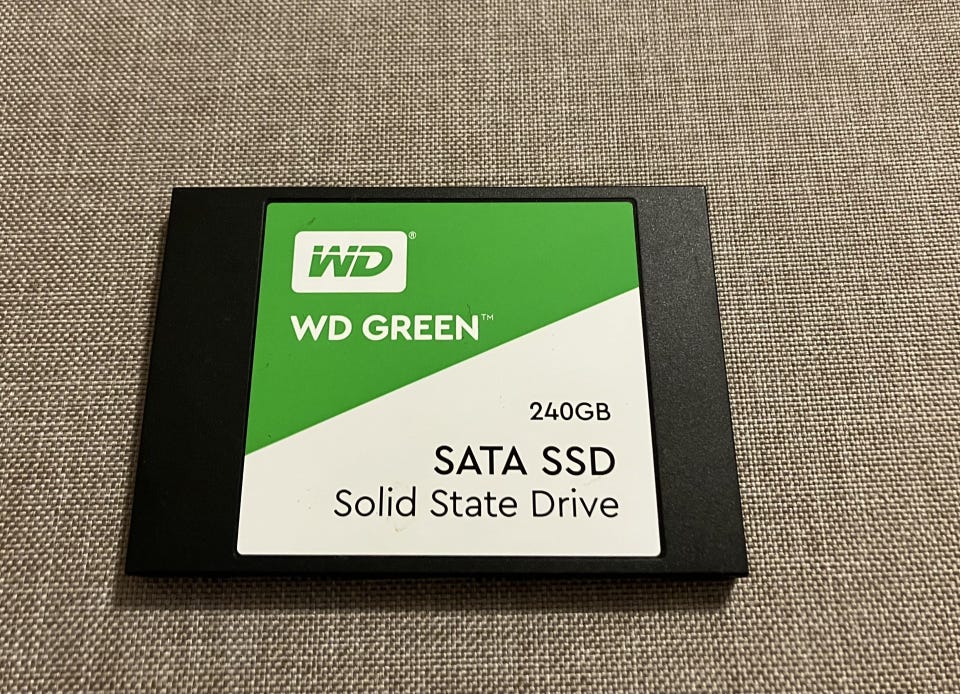 WD®
WD GREEN™
240GB
SATA SSD
Solid State Drive